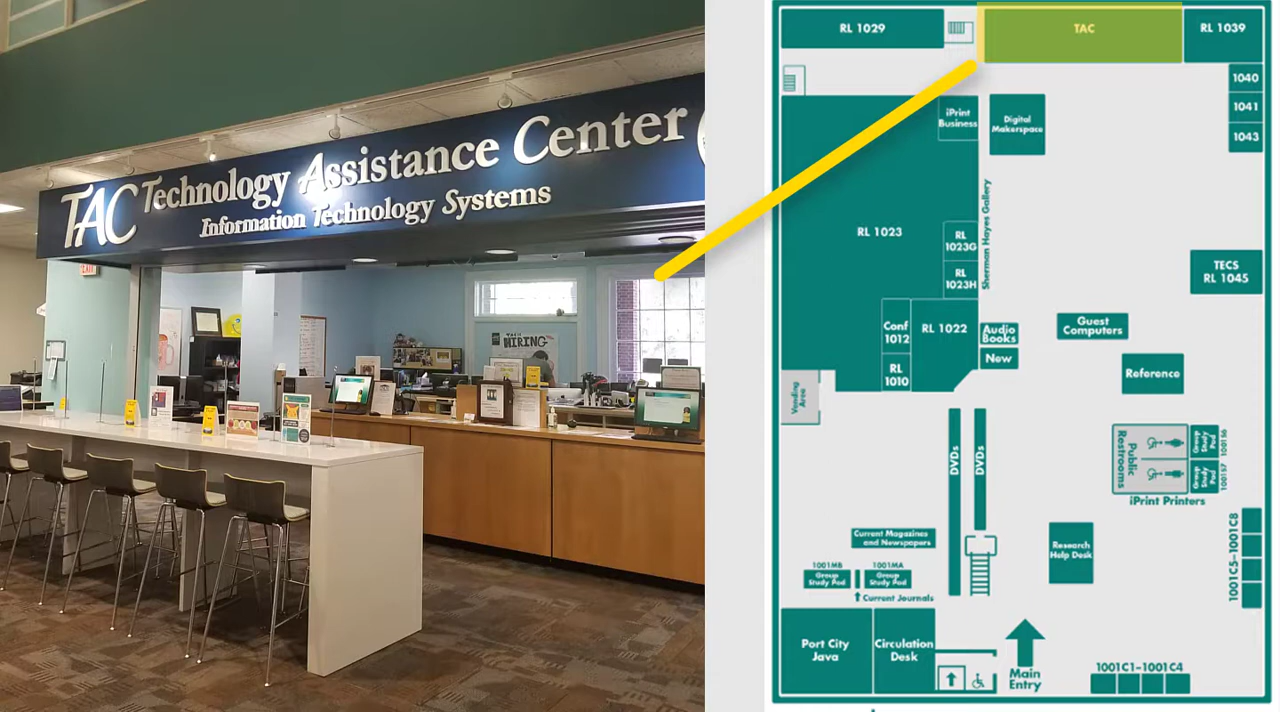 TAC Technology Assistance Center
Information Technology Systems
EXIT
HIRING
RL 1029
TAC
RL 1039
1040
1041
1043
iPrint
Business
Digital
Makerspace
Sherman Hayes Gallery
RL 1023
RL
1023G
RL
1023H
TECS
RL 1045
Conf
1012
RL 1022
Audio
Books
New
Guest
Computers
RL
1010
Reference
Vending
Area
DVDs
DVDs
Public
Restrooms
Group
Study
Pod
1001S6
Group
Study
Pod
1001S7
iPrint Printers
Current Magazines
and Newspapers
Research
Help Desk
1001C5-1001C8
1001MB
Group
Study Pod
1001MA
Group
Study Pod
Current Journals
Port City
Java
Circulation
Desk
Main
Entry
1001C1-1001C4